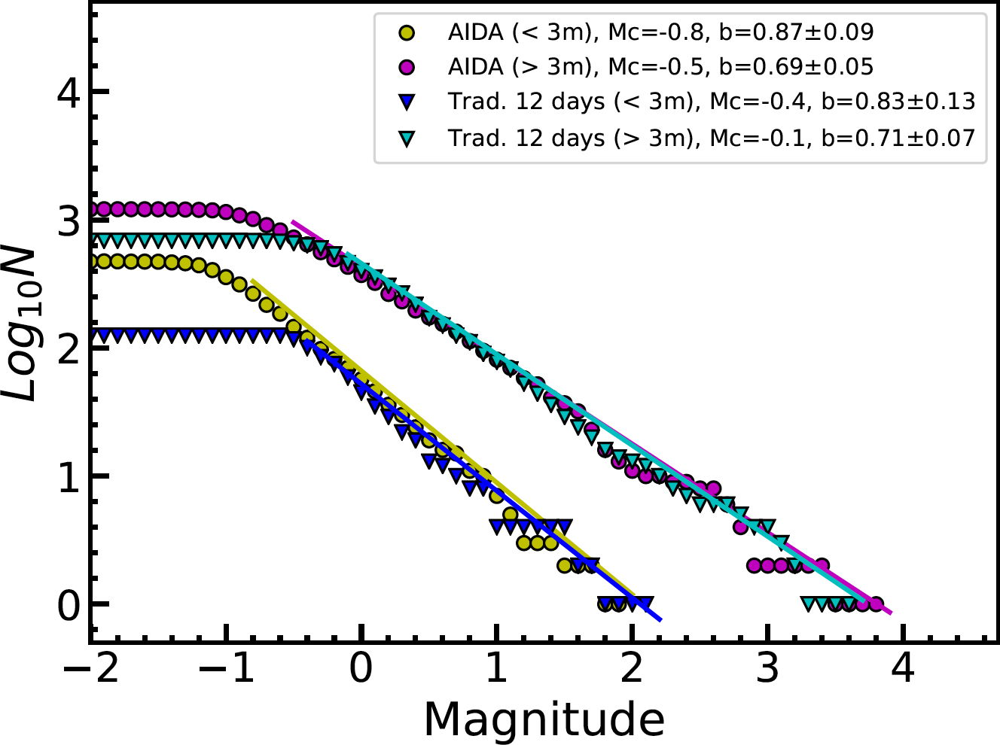 AIDA (< 3m), Mc=-0.8, b=0.87±0.09
AIDA (> 3m), Mc=-0.5, b=0.69±0.05
Trad. 12 days (< 3m), Mc=-0.4, b=0.83±0.13
Trad. 12 days (> 3m), Mc=-0.1, b=0.71±0.07
4
3
2
1
0
Log10N
−2 −1 0 1 2 3 4
Magnitude